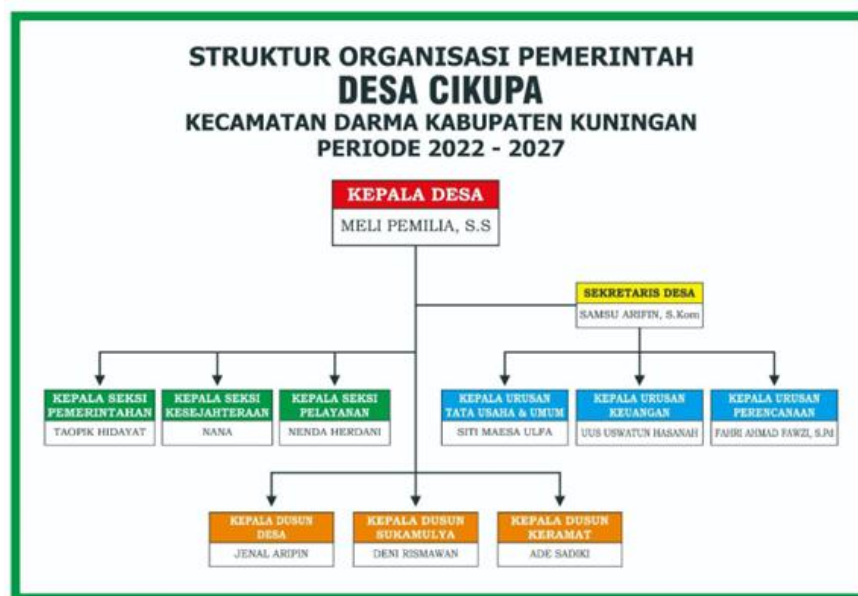 STRUKTUR ORGANISASI PEMERINTAH
DESA CIKUPA
KECAMATAN DARMA KABUPATEN KUNINGAN
PERIODE 2022 - 2027
KEPALA DESA
MELI PEMILIA, S.S
SEKRETARIS DESA
SAMSU ARIFIN, S.Kom
KEPALA SEKSI
PEMERINTAHAN
TAOPIK HIDAYAT
KEPALA SEKSI
KESEJAHTERAAN
NANA
KEPALA SEKSI
PELAYANAN
NENDA HERDANI
KEPALA URUSAN
TATA USAHA & UMUM
SITI MAESA ULFA
KEPALA URUSAN
KEUANGAN
UUS USWATUN HASANAH
KEPALA URUSAN
PERENCANAAN
FAHRI AHMAD FAWZI, S.Pd
KEPALA DUSUN
DESA
JENAL ARIPIN
KEPALA DUSUN
SUKAMULYA
DENI RISMAWAN
KEPALA DUSUN
KERAMAT
ADE SADIKI